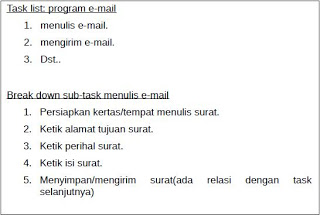 Task list: program e-mail
1. menulis e-mail.
2. mengirim e-mail.
3. Dst..
Break down sub-task menulis e-mail
1. Persiapkan kertas/tempat menulis surat.
2. Ketik alamat tujuan surat.
3. Ketik perihal surat.
4. Ketik isi surat.
5. Menyimpan/mengirim surat(ada relasi dengan task
selanjutnya)